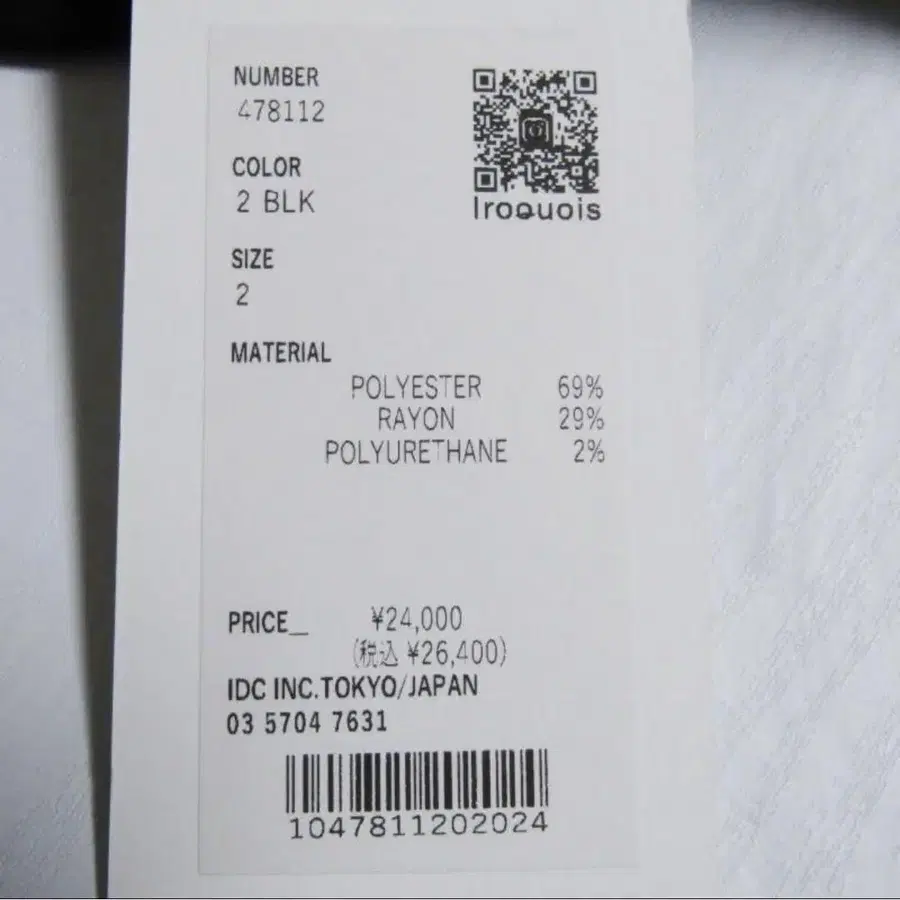 NUMBER
478112
Iroquois
COLOR
2 BLK
SIZE
2
MATERIAL
POLYESTER 69%
RAYON 29%
POLYURETHANE 2%
PRICE_ ¥24,000
(税込 ¥26,400)
IDC INC.TOKYO/JAPAN
03 5704 7631
1047811202024